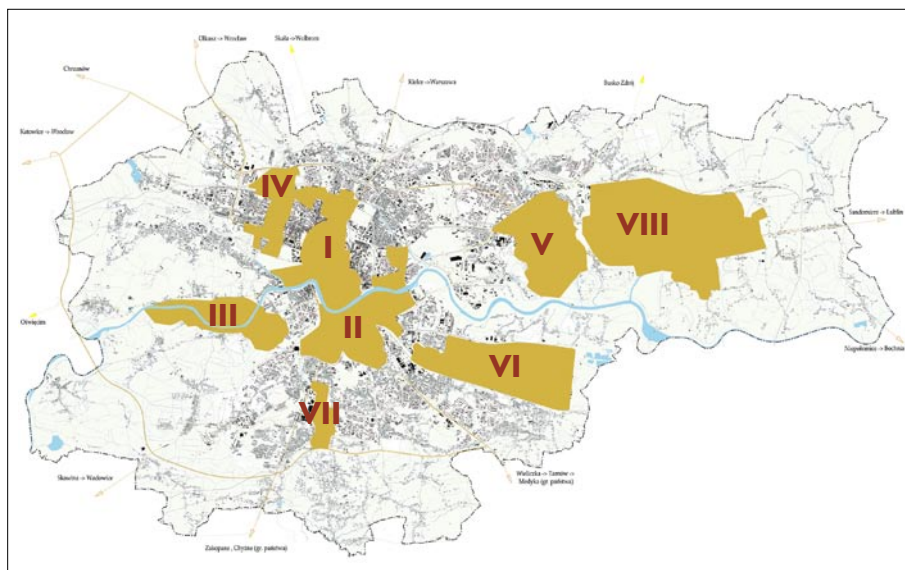 Olkusz -> Wrocław
Skała -> Wolbrom
Chrzanów
Kielce -> Warszawa
Busko Zdrój
Katowice -> Wrocław
IV
VIII
Sandomierz -> Lublin
I
V
III
Oświęcim
II
VI
Niepołomice -> Bochnia
VII
Skawina -> Wadowice
Wieliczka -> Tarnów ->
Medyka (gr. państwa)
Zakopane, Chyżne (gr. państwa)